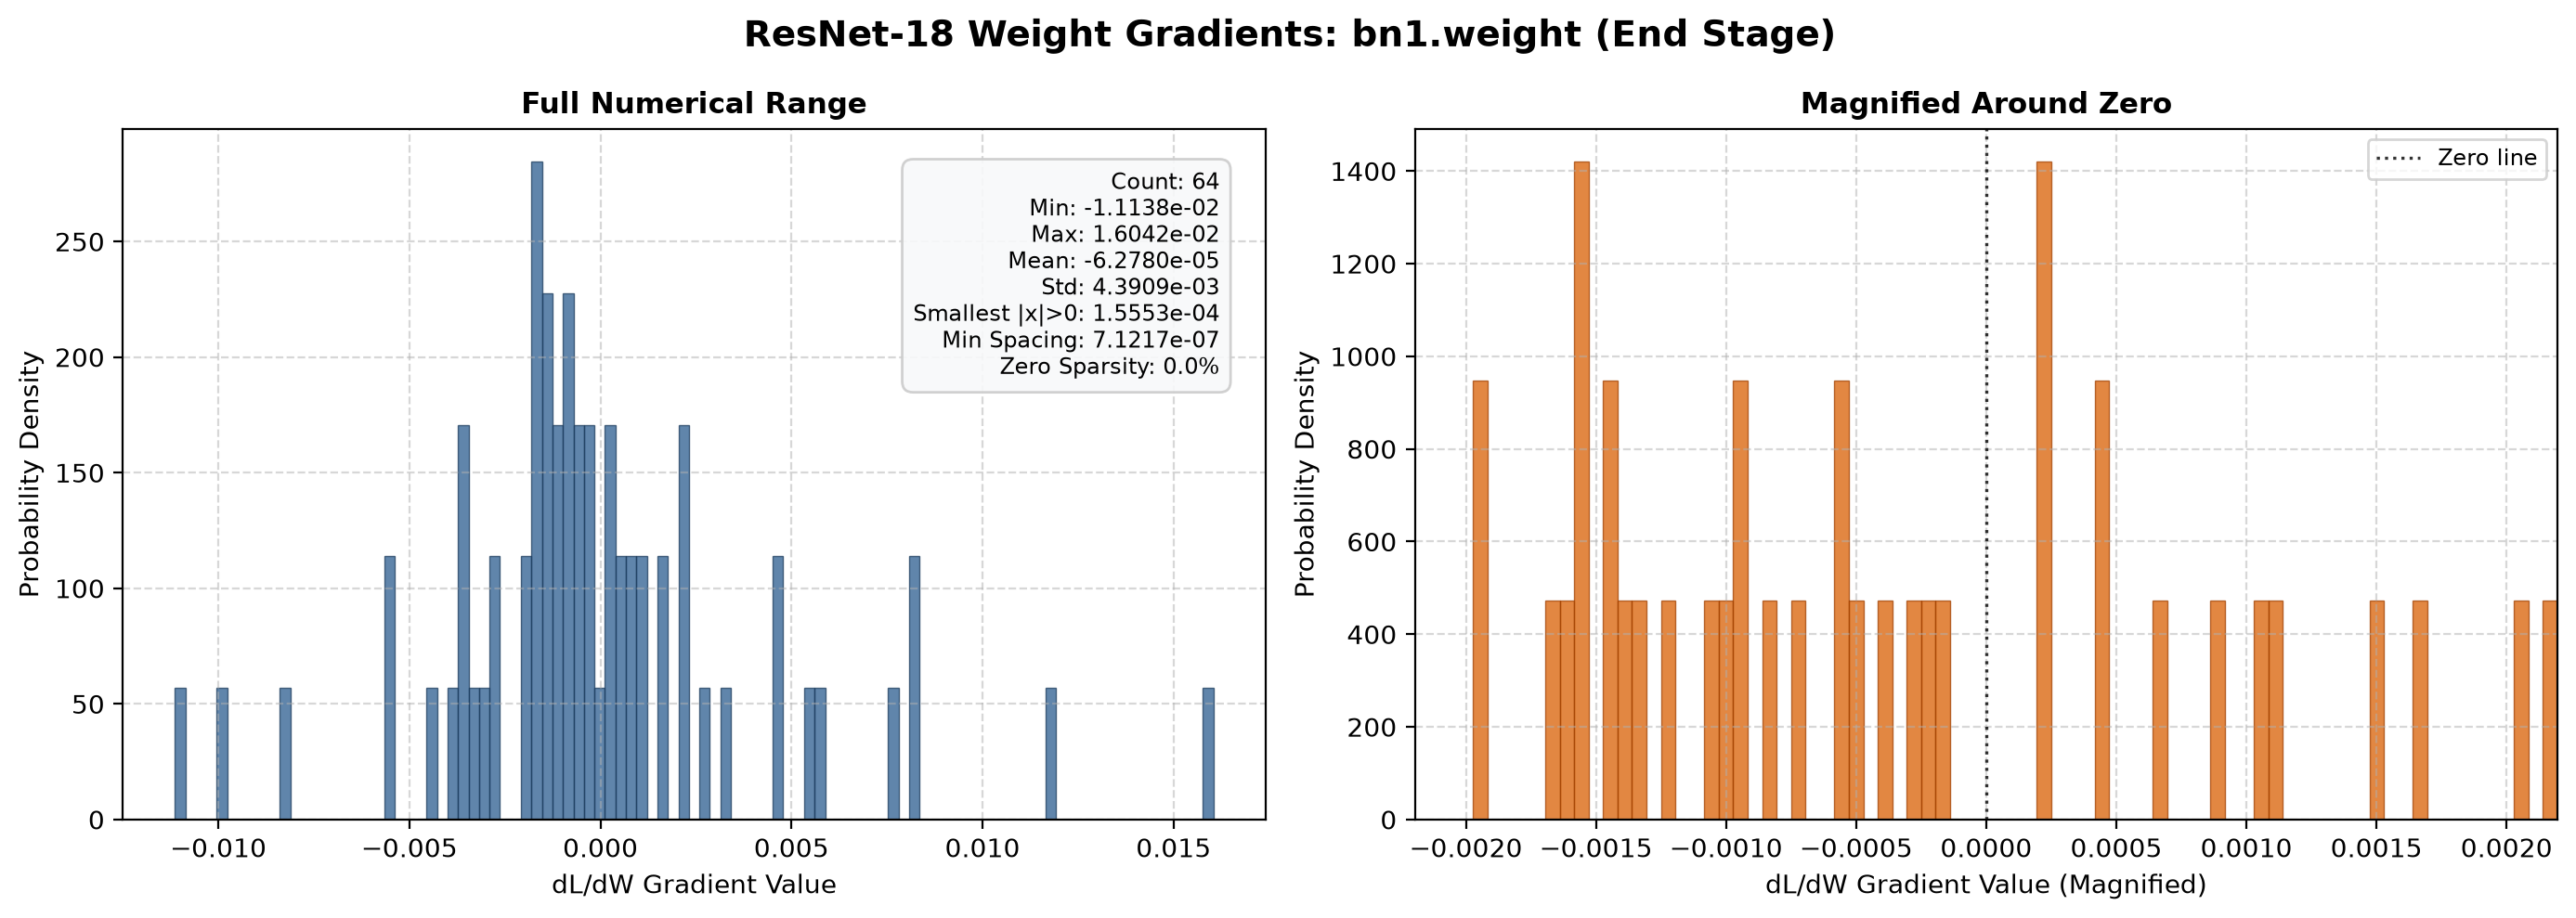 ResNet-18 Weight Gradients: bn1.weight (End Stage)
Full Numerical Range
Probability Density
250
200
150
100
50
0
Count: 64
Min: -1.1138e-02
Max: 1.6042e-02
Mean: -6.2780e-05
Std: 4.3909e-03
Smallest |x|>0: 1.5553e-04
Min Spacing: 7.1217e-07
Zero Sparsity: 0.0%
−0.010 −0.005 0.000 0.005 0.010 0.015
dL/dW Gradient Value
Magnified Around Zero
Probability Density
1400
1200
1000
800
600
400
200
0
Zero line
−0.0020 −0.0015 −0.0010 −0.0005 0.0000 0.0005 0.0010 0.0015 0.0020
dL/dW Gradient Value (Magnified)